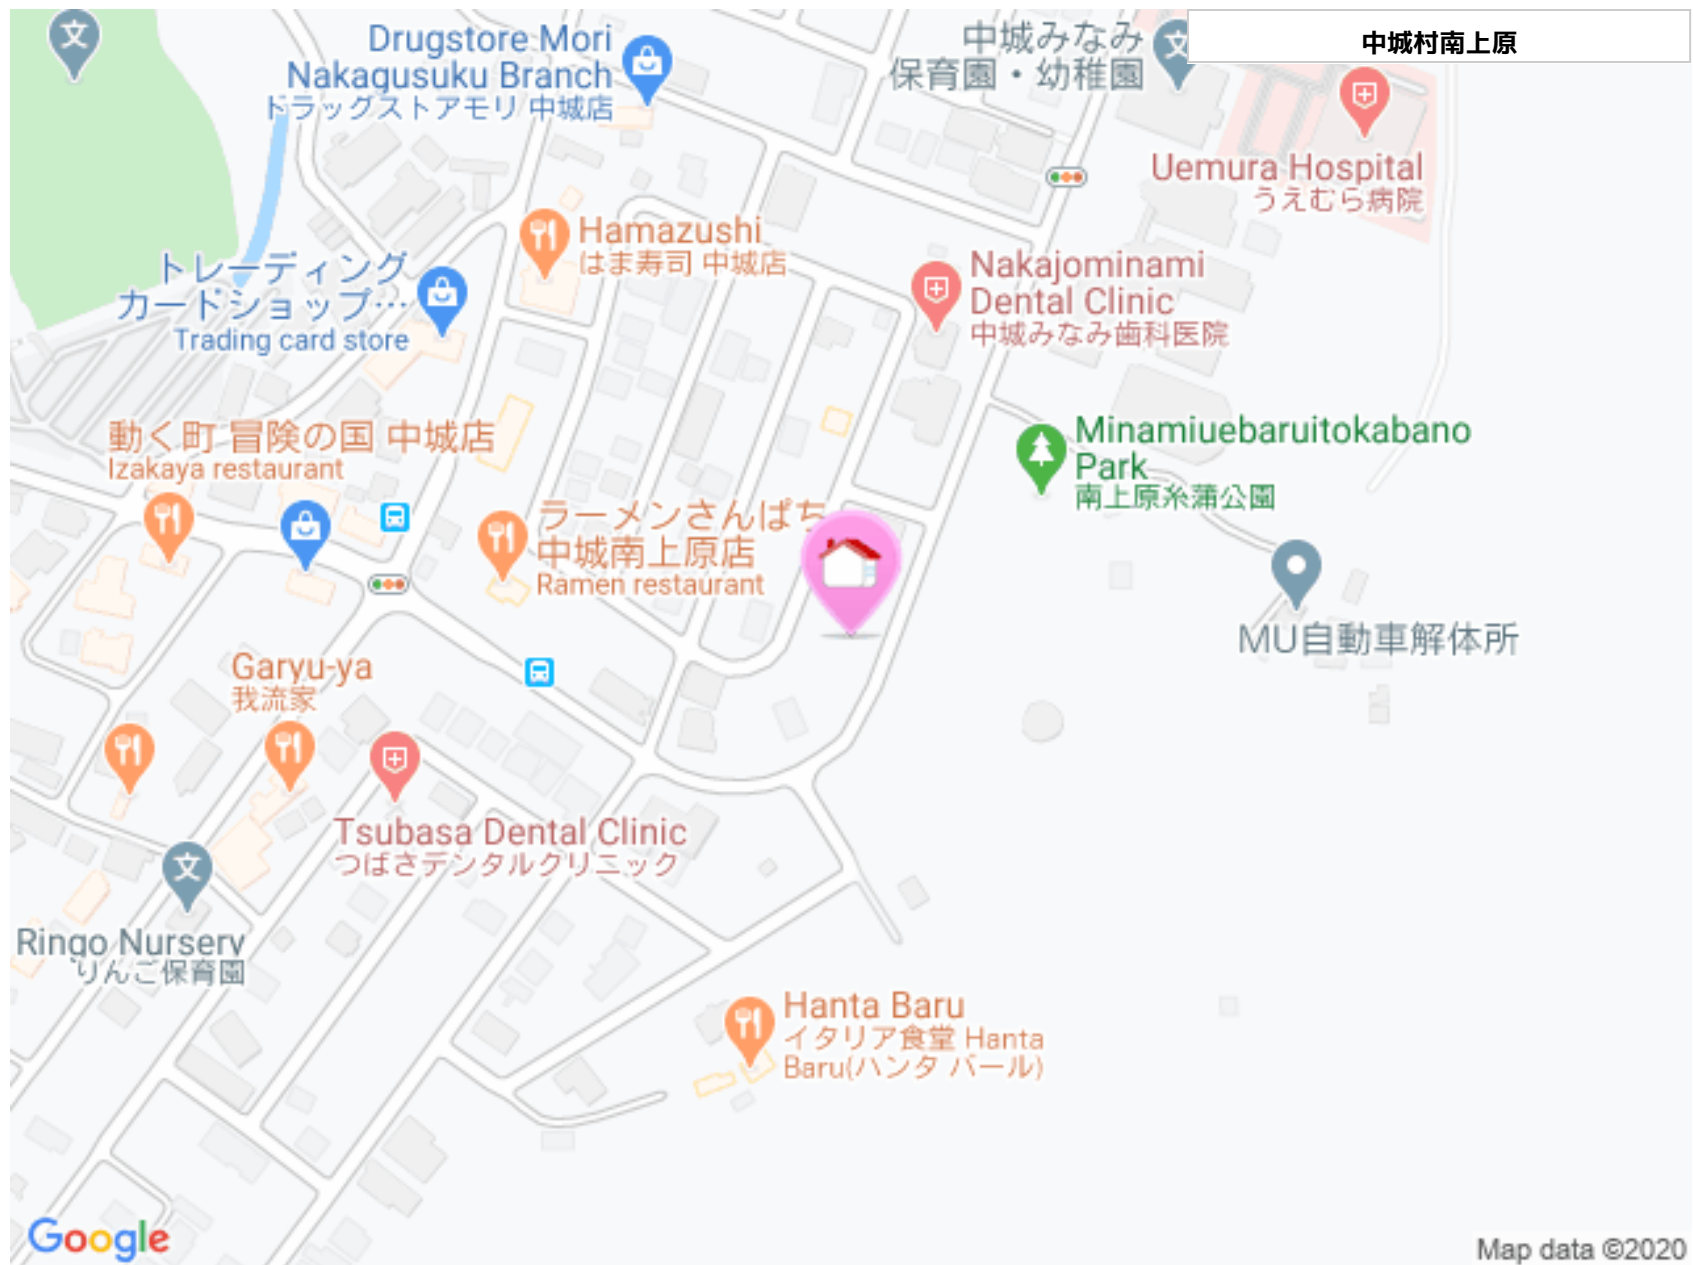 中城村南上原
Drugstore Mori
Nakagusuku Branch
ドラッグストアモリ 中城店
中城みなみ
保育園・幼稚園
Uemura Hospital
うえむら病院
Hamazushi
はま寿司 中城店
トレーディング
カードショップ…
Trading card store
Nakajominami
Dental Clinic
中城みなみ歯科医院
動く町 冒険の国 中城店
Izakaya restaurant
Minamiuebaruitokabano
Park
南上原糸蒲公園
ラーメンさんぱち
中城南上原店
Ramen restaurant
MU自動車解体所
Garyu-ya
我流家
Tsubasa Dental Clinic
つばさデンタルクリニック
Ringo Nursery
りんご保育園
Hanta Baru
イタリア食堂 Hanta
Baru(ハンタ バール)
Google
Map data ©2020